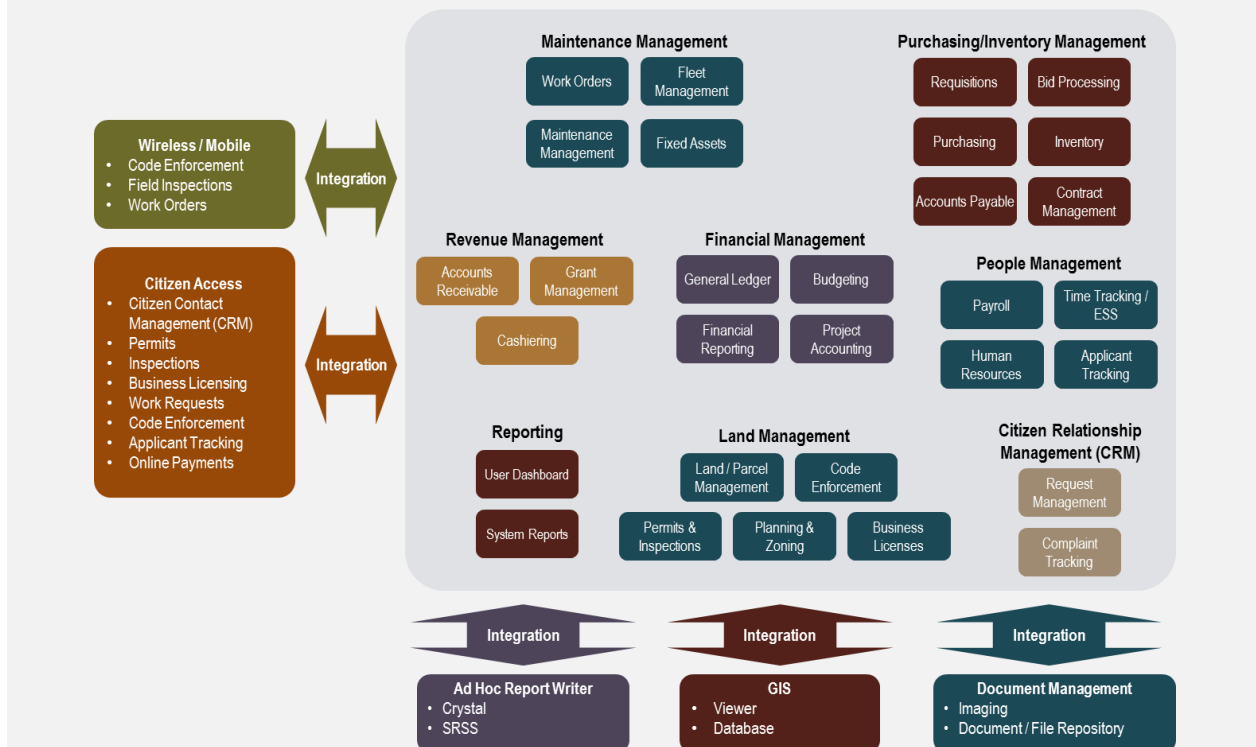 Maintenance Management
Work Orders
Fleet
Management
Maintenance
Management
Fixed Assets
Purchasing/Inventory Management
Requisitions
Bid Processing
Purchasing
Inventory
Accounts Payable
Contract
Management
Wireless / Mobile
• Code Enforcement
• Field Inspections
• Work Orders
Integration
Citizen Access
• Citizen Contact
Management (CRM)
• Permits
• Inspections
• Business Licensing
• Work Requests
• Code Enforcement
• Applicant Tracking
• Online Payments
Integration
Revenue Management
Accounts
Receivable
Grant
Management
Cashiering
Financial Management
General Ledger
Budgeting
Financial
Reporting
Project
Accounting
People Management
Payroll
Time Tracking /
ESS
Human
Resources
Applicant
Tracking
Reporting
User Dashboard
System Reports
Land Management
Land / Parcel
Management
Code
Enforcement
Permits &
Inspections
Planning &
Zoning
Business
Licenses
Citizen Relationship
Management (CRM)
Request
Management
Complaint
Tracking
Integration
Integration
Integration
Ad Hoc Report Writer
• Crystal
• SRSS
GIS
• Viewer
• Database
Document Management
• Imaging
• Document / File Repository